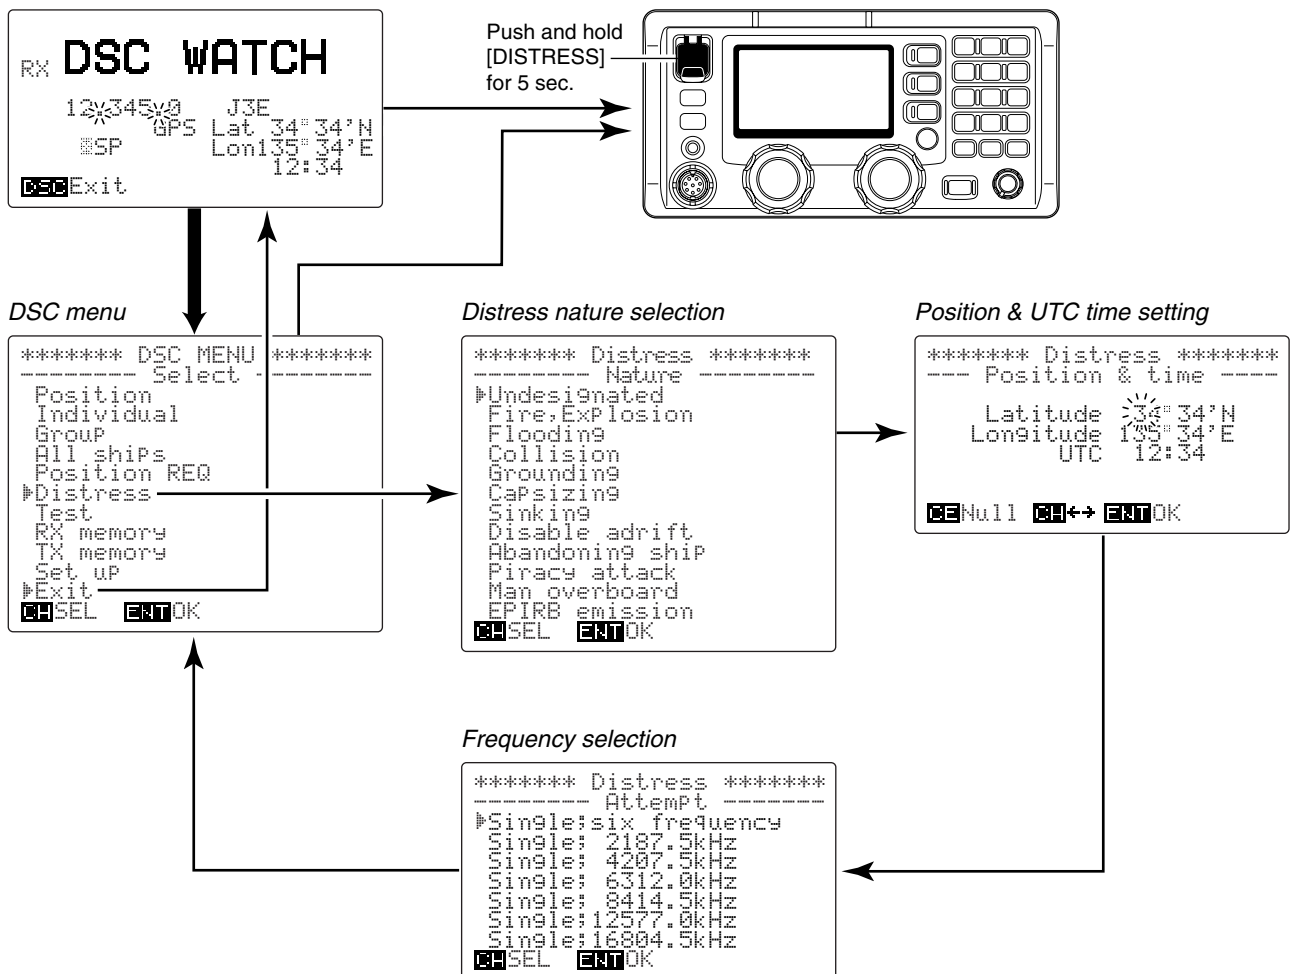 RX DSC WATCH
12.345.0 J3E
GPS Lat 34°34'N
SP Lon135°34'E
12:34
DSC Exit
Push and hold
[DISTRESS]
for 5 sec.
DSC menu
******* DSC MENU *******
-------- Select --------
Position
Individual
Group
All ships
Position REQ
Distress
Test
RX memory
TX memory
Set up
Exit
CH SEL ENT OK
Distress nature selection
******* Distress *******
-------- Nature --------
Undesignated
Fire,Explosion
Flooding
Collision
Grounding
Capsizing
Sinking
Disable adrift
Abandoning ship
Piracy attack
Man overboard
EPIRB emission
CH SEL ENT OK
Position & UTC time setting
******* Distress *******
--- Position & time ----
Latitude 34°34'N
Longitude 135°34'E
UTC 12:34
CE Null CH ←→ ENT OK
Frequency selection
******* Distress *******
-------- Attempt -------
Single;six frequency
Single; 2187.5kHz
Single; 4207.5kHz
Single; 6312.0kHz
Single; 8414.5kHz
Single;12577.0kHz
Single;16804.5kHz
CH SEL ENT OK